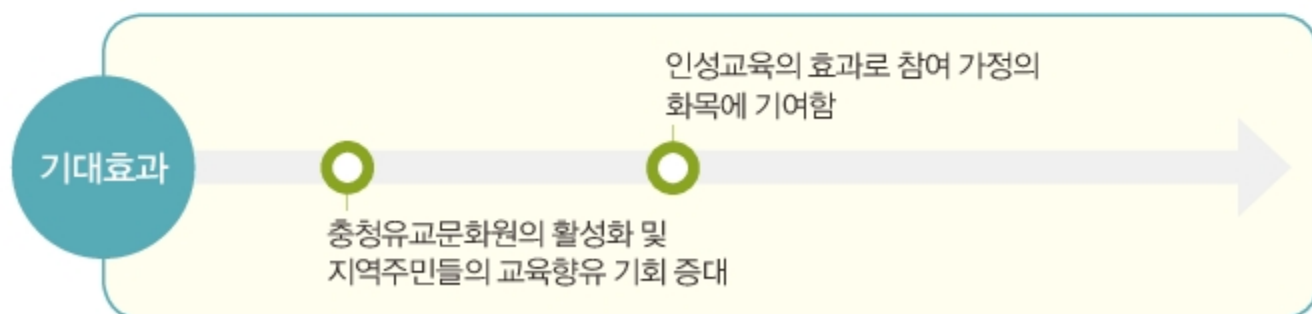 기대효과
충청유교문화원의 활성화 및
지역주민들의 교육향유 기회 증대
인성교육의 효과로 참여 가정의
화목에 기여함